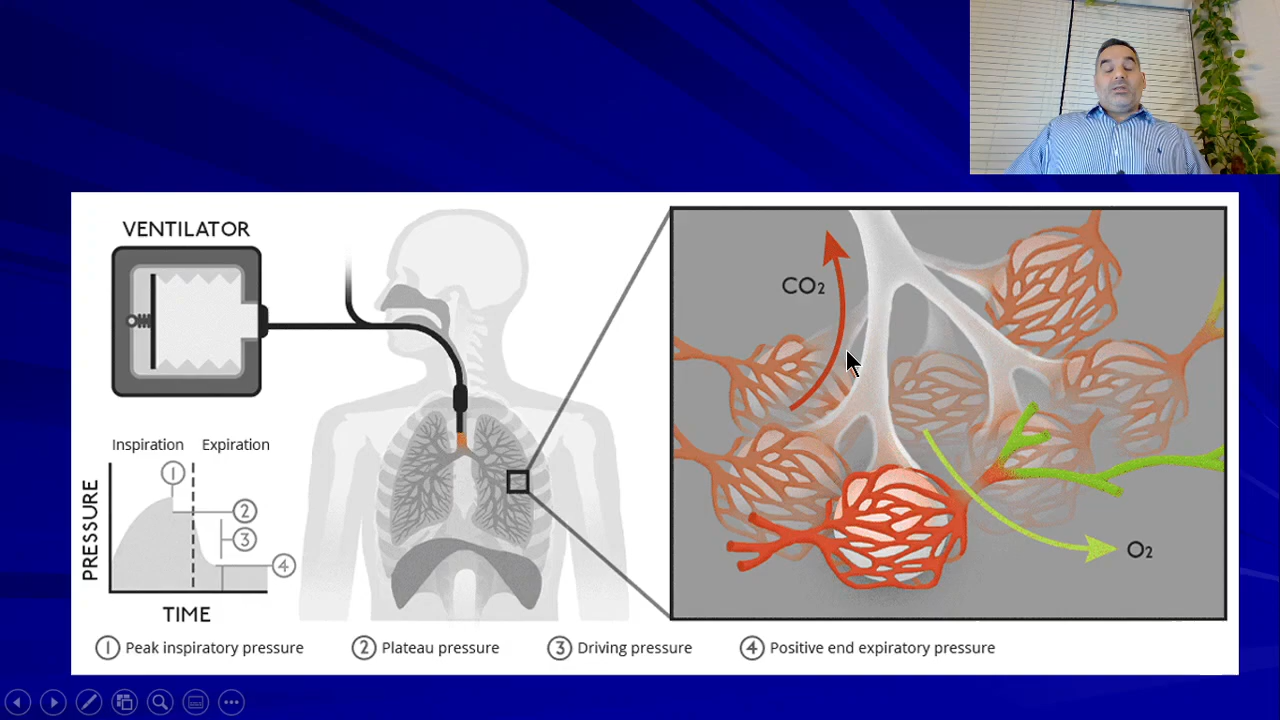 VENTILATOR
Inspiration Expiration
1
2
3
4
PRESSURE
TIME
CO₂
O₂
1 Peak inspiratory pressure 2 Plateau pressure 3 Driving pressure 4 Positive end expiratory pressure